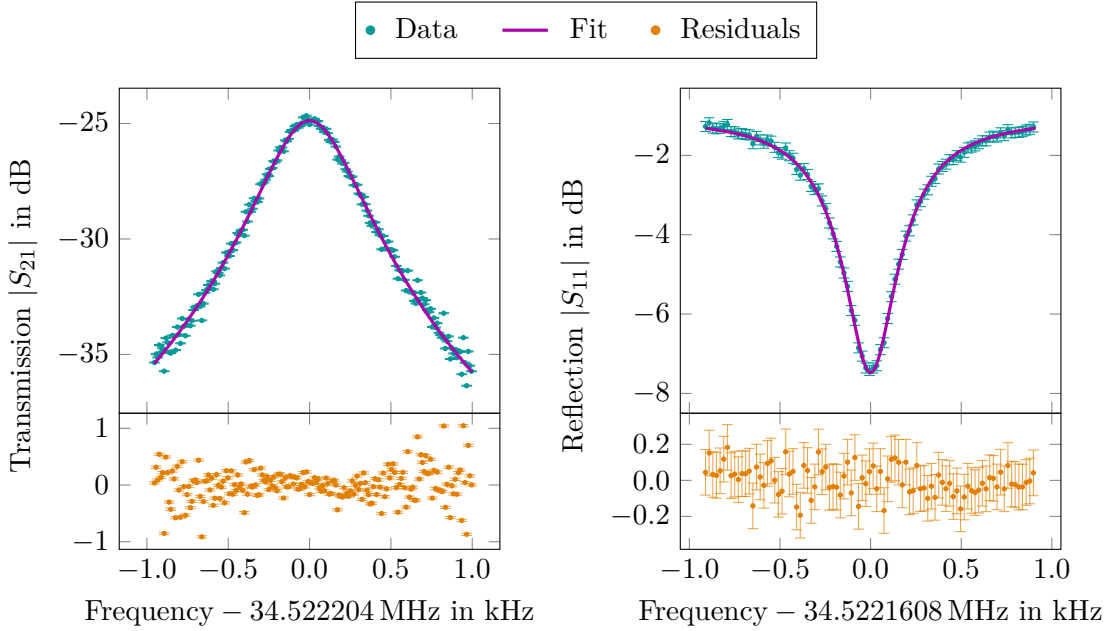 Data Fit Residuals
Transmission |S21| in dB
−25
−30
−35
1
0
−1
−1.0 −0.5 0.0 0.5 1.0
Frequency − 34.522204 MHz in kHz
Reflection |S11| in dB
−2
−4
−6
−8
0.2
0.0
−0.2
−1.0 −0.5 0.0 0.5 1.0
Frequency − 34.5221608 MHz in kHz